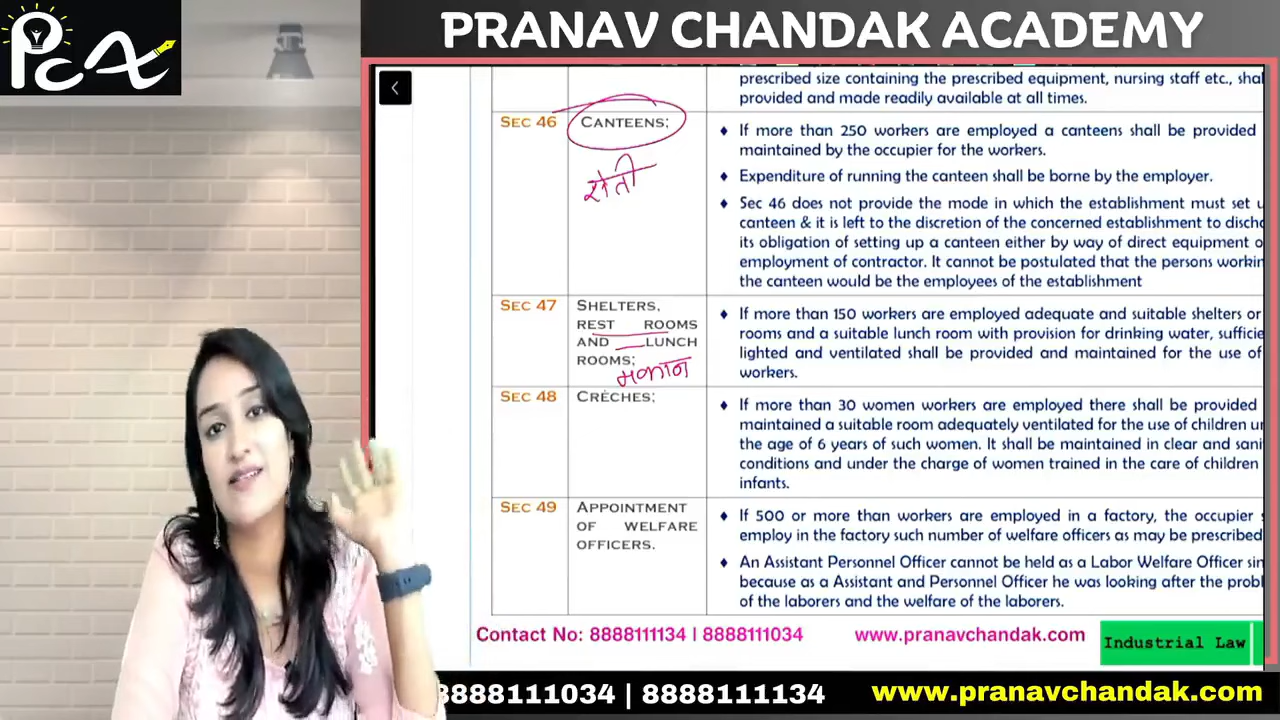 PCA
PRANAV CHANDAK ACADEMY
prescribed size containing the prescribed equipment, nursing staff etc., shal
provided and made readily available at all times.
SEC 46
CANTEENS;
If more than 250 workers are employed a canteens shall be provided
maintained by the occupier for the workers.
रोटी
Expenditure of running the canteen shall be borne by the employer.
Sec 46 does not provide the mode in which the establishment must set u
canteen & it is left to the discretion of the concerned establishment to discha
its obligation of setting up a canteen either by way of direct equipment o
employment of contractor. It cannot be postulated that the persons workin
the canteen would be the employees of the establishment
SEC 47
SHELTERS,
REST ROOMS
AND LUNCH
ROOMS;
मकान
If more than 150 workers are employed adequate and suitable shelters or
rooms and a suitable lunch room with provision for drinking water, sufficie
lighted and ventilated shall be provided and maintained for the use of
workers.
SEC 48
CRÈCHES;
If more than 30 women workers are employed there shall be provided
maintained a suitable room adequately ventilated for the use of children un
the age of 6 years of such women. It shall be maintained in clear and sani
conditions and under the charge of women trained in the care of children
infants.
SEC 49
APPOINTMENT
OF WELFARE
OFFICERS.
If 500 or more than workers are employed in a factory, the occupier s
employ in the factory such number of welfare officers as may be prescribed
An Assistant Personnel Officer cannot be held as a Labor Welfare Officer sin
because as a Assistant and Personnel Officer he was looking after the probl
of the laborers and the welfare of the laborers.
Contact No: 8888111134 | 8888111034
www.pranavchandak.com
Industrial Law
8888111034 | 8888111134
www.pranavchandak.com